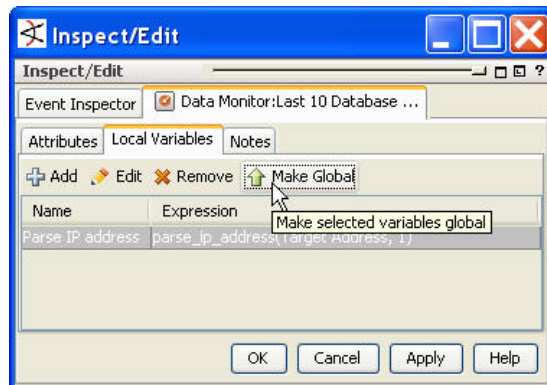 Inspect/Edit
Inspect/Edit ?
Event Inspector Data Monitor:Last 10 Database ...
Attributes Local Variables Notes
Add Edit Remove Make Global
Name Expression
Make selected variables global
Parse IP address parse_ip_address(Target Address, 1)
OK Cancel Apply Help